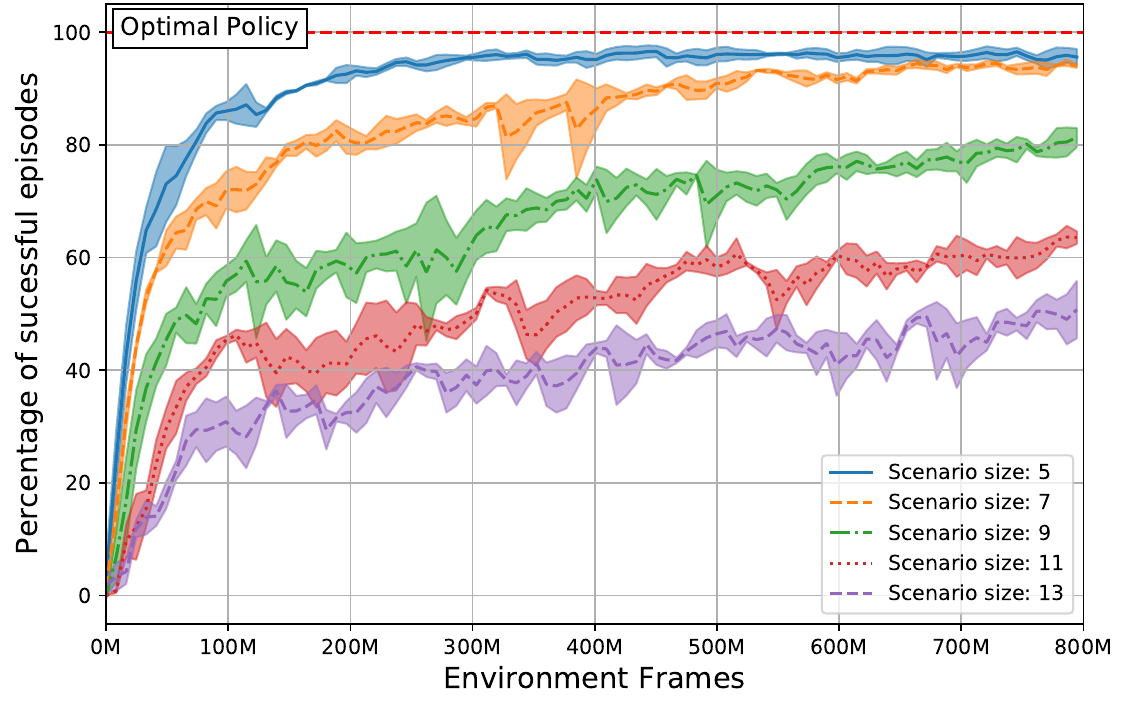 Optimal Policy
Percentage of sucessful episodes
100
80
60
40
20
0
0M 100M 200M 300M 400M 500M 600M 700M 800M
Environment Frames
Scenario size: 5
Scenario size: 7
Scenario size: 9
Scenario size: 11
Scenario size: 13